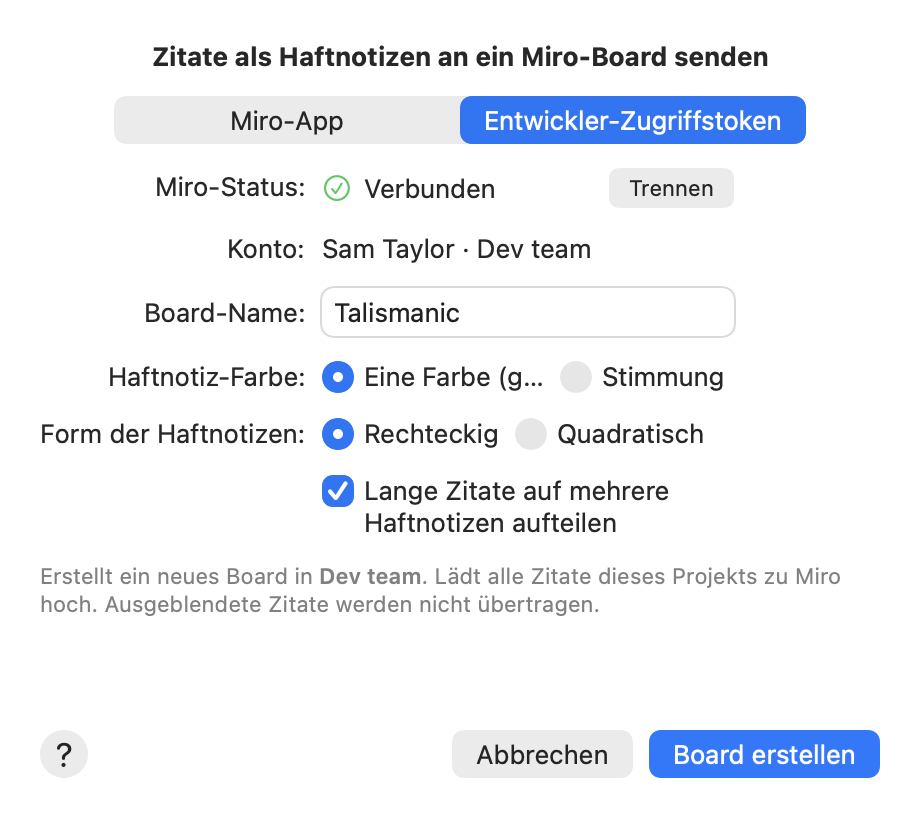 Zitate als Haftnotizen an ein Miro-Board senden
Miro-App
Entwickler-Zugriffstoken
Miro-Status: Verbunden
Trennen
Konto: Sam Taylor · Dev team
Board-Name: Talismanic
Haftnotiz-Farbe: Eine Farbe (g... Stimmung
Form der Haftnotizen: Rechteckig Quadratisch
Lange Zitate auf mehrere
Haftnotizen aufteilen
Erstellt ein neues Board in Dev team. Lädt alle Zitate dieses Projekts zu Miro
hoch. Ausgeblendete Zitate werden nicht übertragen.
?
Abbrechen
Board erstellen